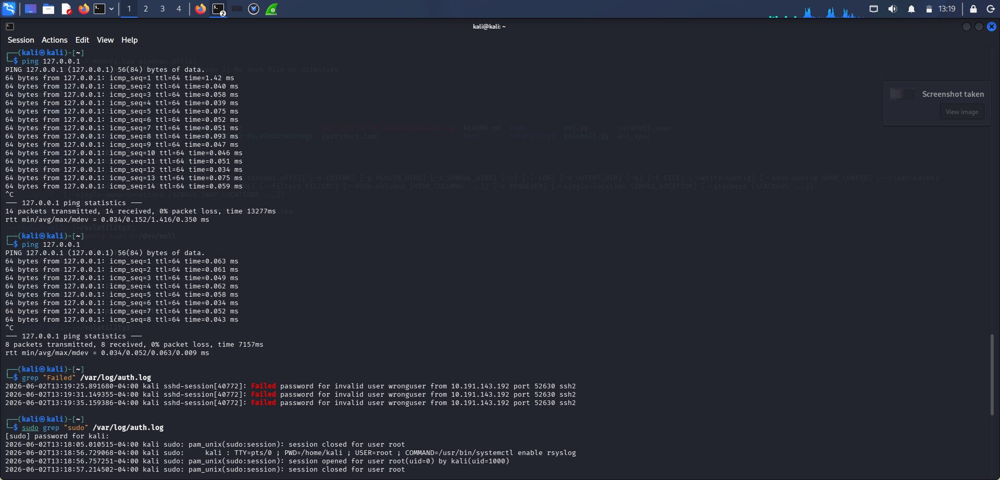 1 2 3 4
2
13:19
kali@kali: ~
Session Actions Edit View Help
┌──(kali㉿kali)-[~]
└─$ ping 127.0.0.1
PING 127.0.0.1 (127.0.0.1) 56(84) bytes of data.
64 bytes from 127.0.0.1: icmp_seq=1 ttl=64 time=1.42 ms
64 bytes from 127.0.0.1: icmp_seq=2 ttl=64 time=0.040 ms
64 bytes from 127.0.0.1: icmp_seq=3 ttl=64 time=0.058 ms
64 bytes from 127.0.0.1: icmp_seq=4 ttl=64 time=0.039 ms
64 bytes from 127.0.0.1: icmp_seq=5 ttl=64 time=0.075 ms
64 bytes from 127.0.0.1: icmp_seq=6 ttl=64 time=0.052 ms
64 bytes from 127.0.0.1: icmp_seq=7 ttl=64 time=0.051 ms
64 bytes from 127.0.0.1: icmp_seq=8 ttl=64 time=0.093 ms
64 bytes from 127.0.0.1: icmp_seq=9 ttl=64 time=0.047 ms
64 bytes from 127.0.0.1: icmp_seq=10 ttl=64 time=0.046 ms
64 bytes from 127.0.0.1: icmp_seq=11 ttl=64 time=0.051 ms
64 bytes from 127.0.0.1: icmp_seq=12 ttl=64 time=0.034 ms
64 bytes from 127.0.0.1: icmp_seq=13 ttl=64 time=0.075 ms
64 bytes from 127.0.0.1: icmp_seq=14 ttl=64 time=0.059 ms
^C
--- 127.0.0.1 ping statistics ---
14 packets transmitted, 14 received, 0% packet loss, time 13277ms
rtt min/avg/max/mdev = 0.034/0.152/1.416/0.350 ms
┌──(kali㉿kali)-[~]
└─$ ping 127.0.0.1
PING 127.0.0.1 (127.0.0.1) 56(84) bytes of data.
64 bytes from 127.0.0.1: icmp_seq=1 ttl=64 time=0.063 ms
64 bytes from 127.0.0.1: icmp_seq=2 ttl=64 time=0.061 ms
64 bytes from 127.0.0.1: icmp_seq=3 ttl=64 time=0.049 ms
64 bytes from 127.0.0.1: icmp_seq=4 ttl=64 time=0.062 ms
64 bytes from 127.0.0.1: icmp_seq=5 ttl=64 time=0.058 ms
64 bytes from 127.0.0.1: icmp_seq=6 ttl=64 time=0.034 ms
64 bytes from 127.0.0.1: icmp_seq=7 ttl=64 time=0.052 ms
64 bytes from 127.0.0.1: icmp_seq=8 ttl=64 time=0.043 ms
^C
--- 127.0.0.1 ping statistics ---
8 packets transmitted, 8 received, 0% packet loss, time 7157ms
rtt min/avg/max/mdev = 0.034/0.052/0.063/0.009 ms
┌──(kali㉿kali)-[~]
└─$ grep "Failed" /var/log/auth.log
2026-06-02T13:19:25.891680-04:00 kali sshd-session[40772]: Failed password for invalid user wronguser from 10.191.143.192 port 52630 ssh2
2026-06-02T13:19:31.149355-04:00 kali sshd-session[40772]: Failed password for invalid user wronguser from 10.191.143.192 port 52630 ssh2
2026-06-02T13:19:35.159386-04:00 kali sshd-session[40772]: Failed password for invalid user wronguser from 10.191.143.192 port 52630 ssh2
┌──(kali㉿kali)-[~]
└─$ sudo grep "sudo" /var/log/auth.log
[sudo] password for kali:
2026-06-02T13:18:05.010515-04:00 kali sudo: pam_unix(sudo:session): session closed for user root
2026-06-02T13:18:56.729068-04:00 kali sudo:     kali : TTY=pts/0 ; PWD=/home/kali ; USER=root ; COMMAND=/usr/bin/systemctl enable rsyslog
2026-06-02T13:18:56.757251-04:00 kali sudo: pam_unix(sudo:session): session opened for user root(uid=0) by kali(uid=1000)
2026-06-02T13:18:57.214502-04:00 kali sudo: pam_unix(sudo:session): session closed for user root
Screenshot taken
View image